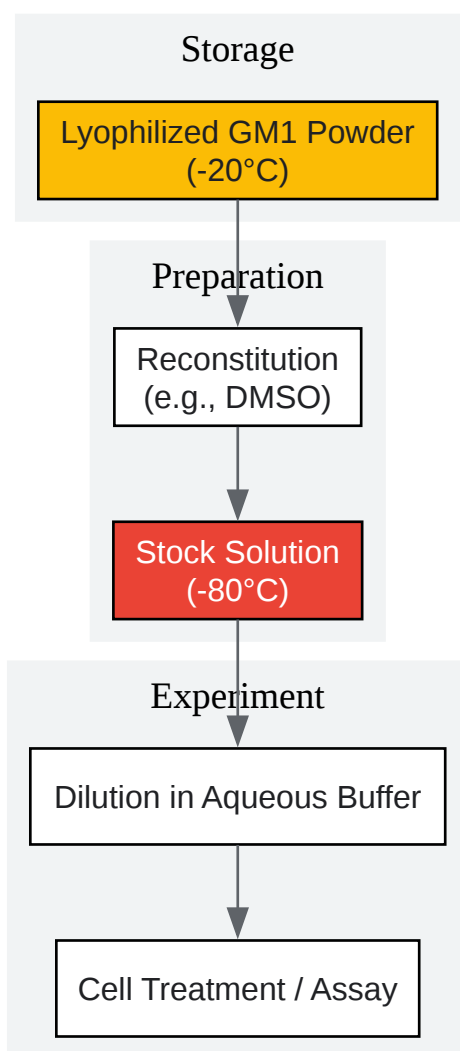 Storage
Lyophilized GM1 Powder
(-20°C)
Preparation
Reconstitution
(e.g., DMSO)
Stock Solution
(-80°C)
Experiment
Dilution in Aqueous Buffer
Cell Treatment / Assay